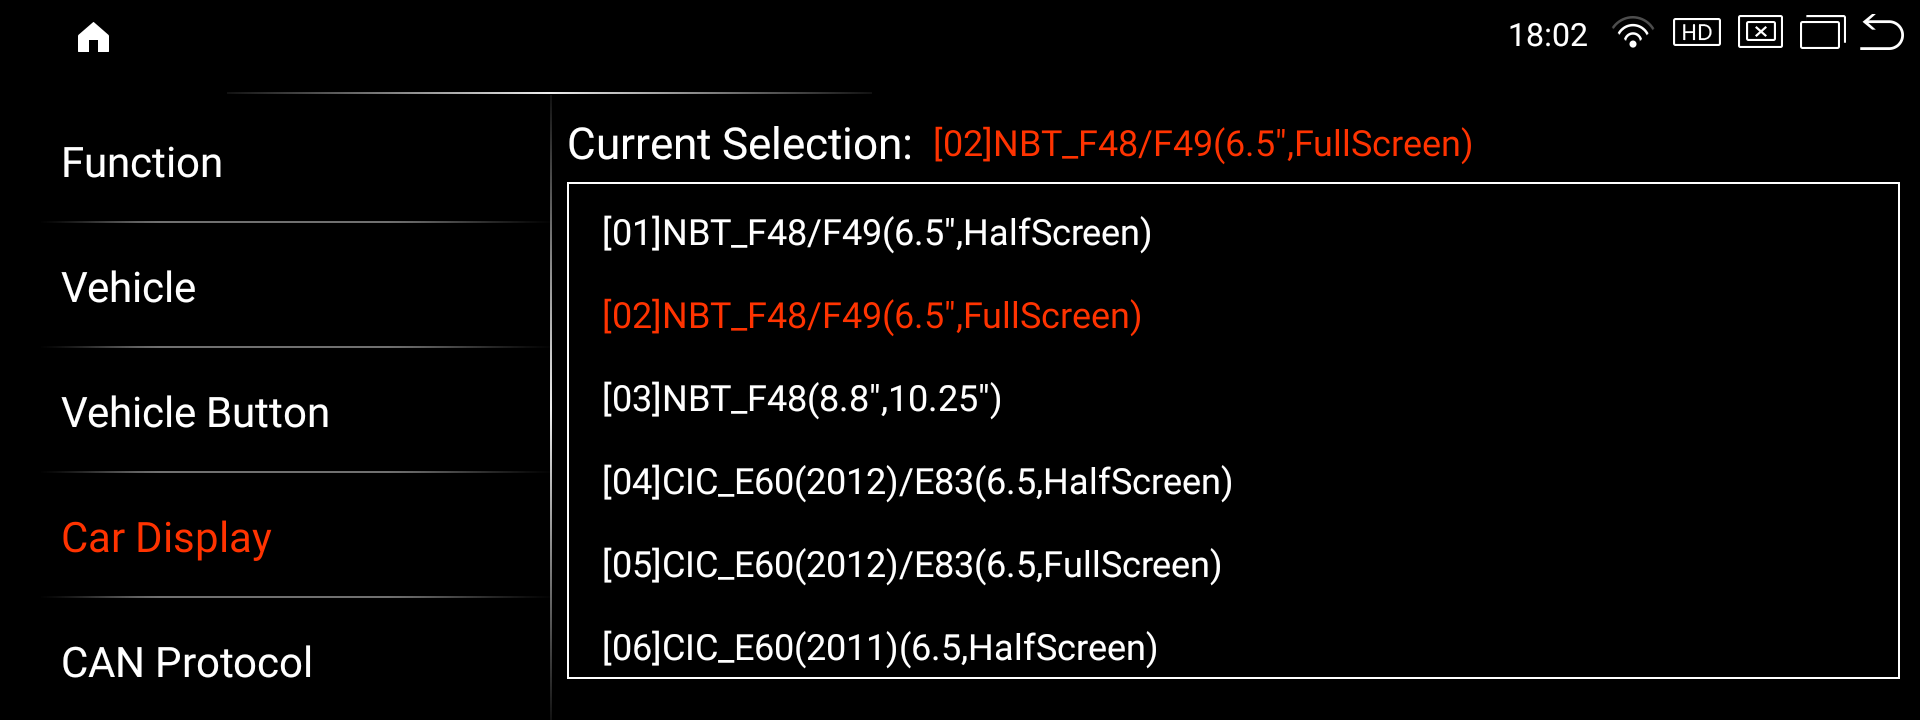 18:02
HD
Function
Vehicle
Vehicle Button
Car Display
CAN Protocol
Current Selection: [02]NBT_F48/F49(6.5",FullScreen)
[01]NBT_F48/F49(6.5",HalfScreen)
[02]NBT_F48/F49(6.5",FullScreen)
[03]NBT_F48(8.8",10.25")
[04]CIC_E60(2012)/E83(6.5,HalfScreen)
[05]CIC_E60(2012)/E83(6.5,FullScreen)
[06]CIC_E60(2011)(6.5,HalfScreen)